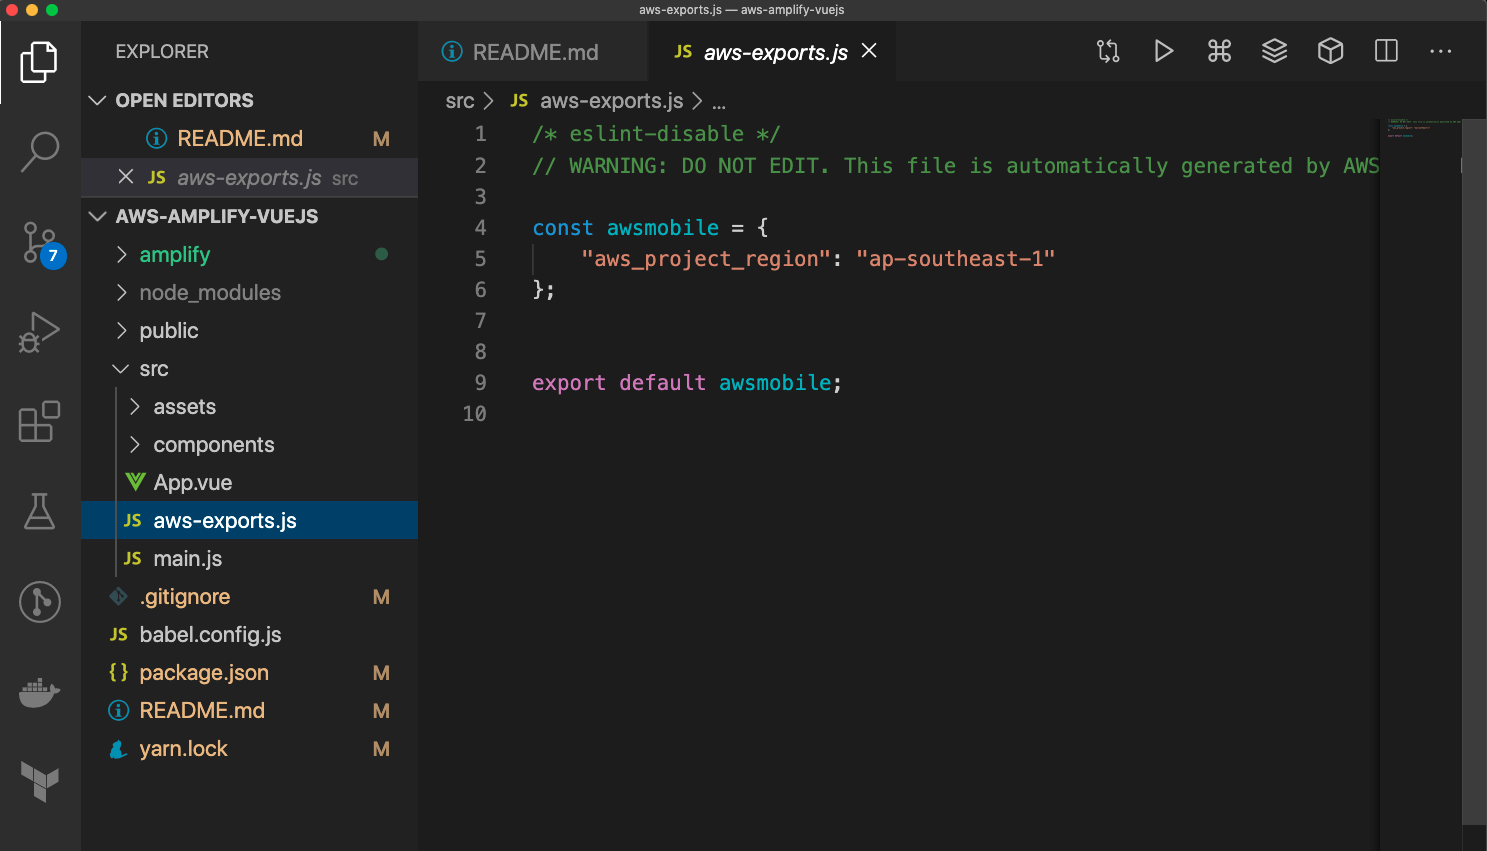 aws-exports.js — aws-amplify-vuejs
EXPLORER
OPEN EDITORS
README.md M
JS aws-exports.js src
AWS-AMPLIFY-VUEJS
amplify
node_modules
public
src
assets
components
App.vue
JS aws-exports.js
JS main.js
.gitignore M
JS babel.config.js
{} package.json M
README.md M
yarn.lock M
7
README.md
JS aws-exports.js
src > JS aws-exports.js > ...
1 /* eslint-disable */
2 // WARNING: DO NOT EDIT. This file is automatically generated by AWS
3
4 const awsmobile = {
5 "aws_project_region": "ap-southeast-1"
6 };
7
8
9 export default awsmobile;
10